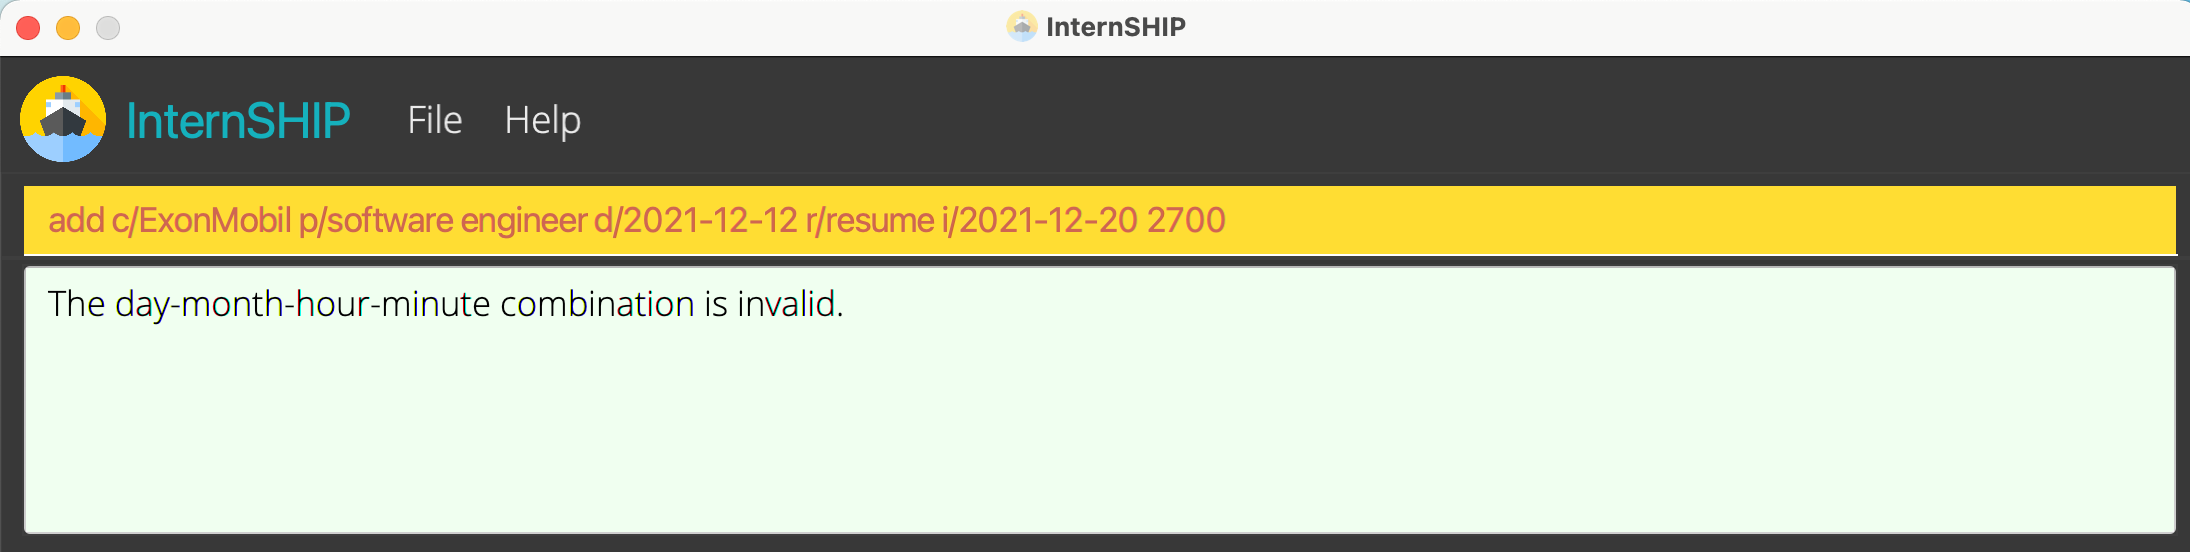 InternSHIP
InternSHIP File Help
add c/ExonMobil p/software engineer d/2021-12-12 r/resume i/2021-12-20 2700
The day-month-hour-minute combination is invalid.